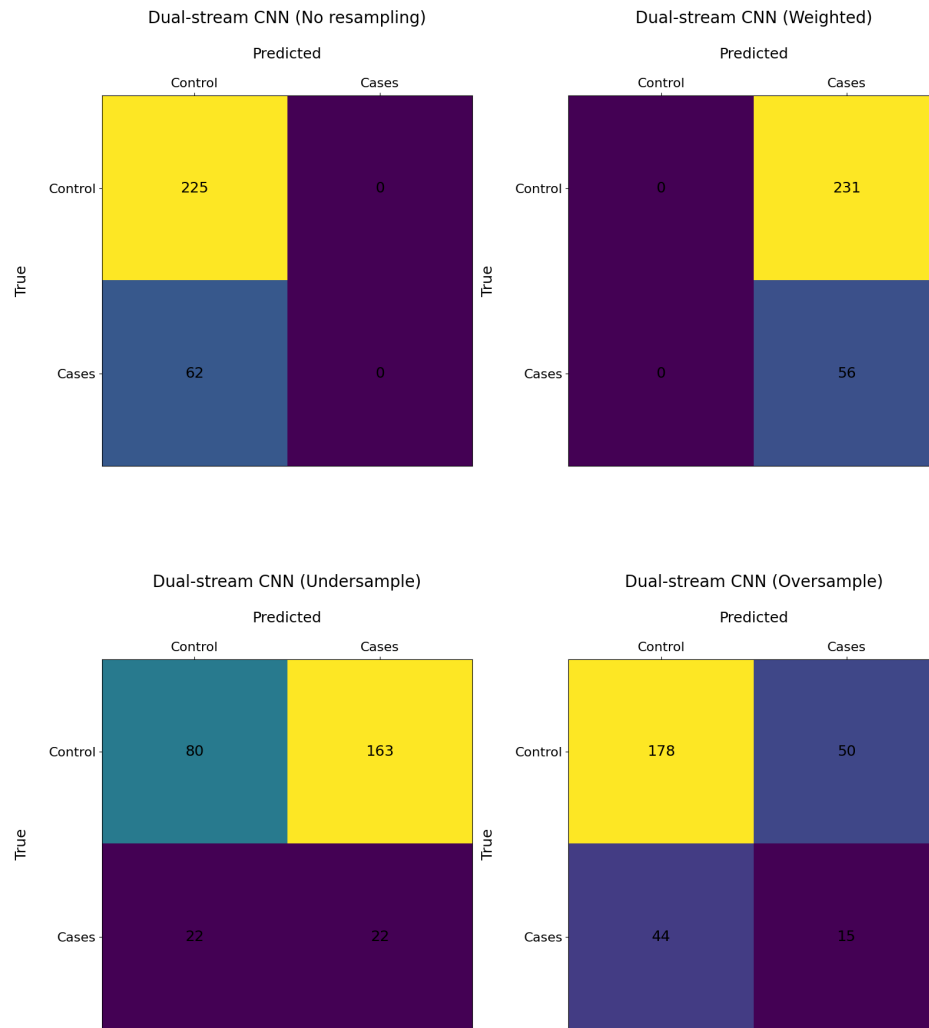 Dual-stream CNN (No resampling)
Predicted
Control Cases
Control 225 0
True
Cases 62 0
Dual-stream CNN (Weighted)
Predicted
Control Cases
Control 0 231
True
Cases 0 56
Dual-stream CNN (Undersample)
Predicted
Control Cases
Control 80 163
True
Cases 22 22
Dual-stream CNN (Oversample)
Predicted
Control Cases
Control 178 50
True
Cases 44 15